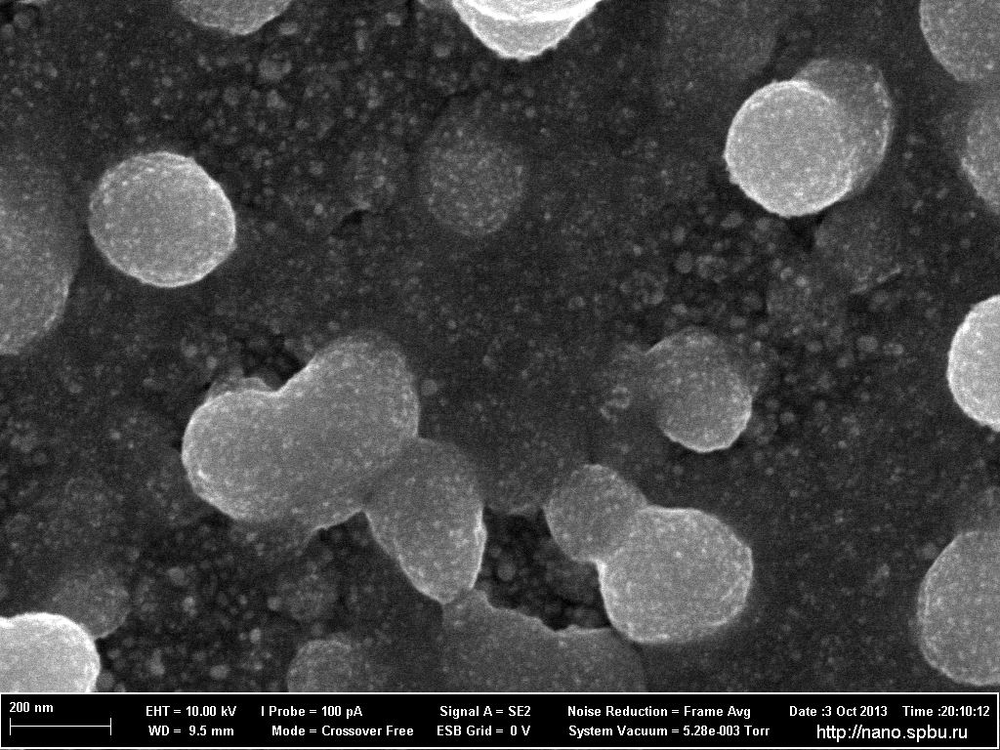 200 nm EHT = 10.00 kV I Probe = 100 pA Signal A = SE2 Noise Reduction = Frame Avg Date :3 Oct 2013 Time :20:10:12
WD = 9.5 mm Mode = Crossover Free ESB Grid = 0 V System Vacuum = 5.28e-003 Torr http://nano.spbu.ru